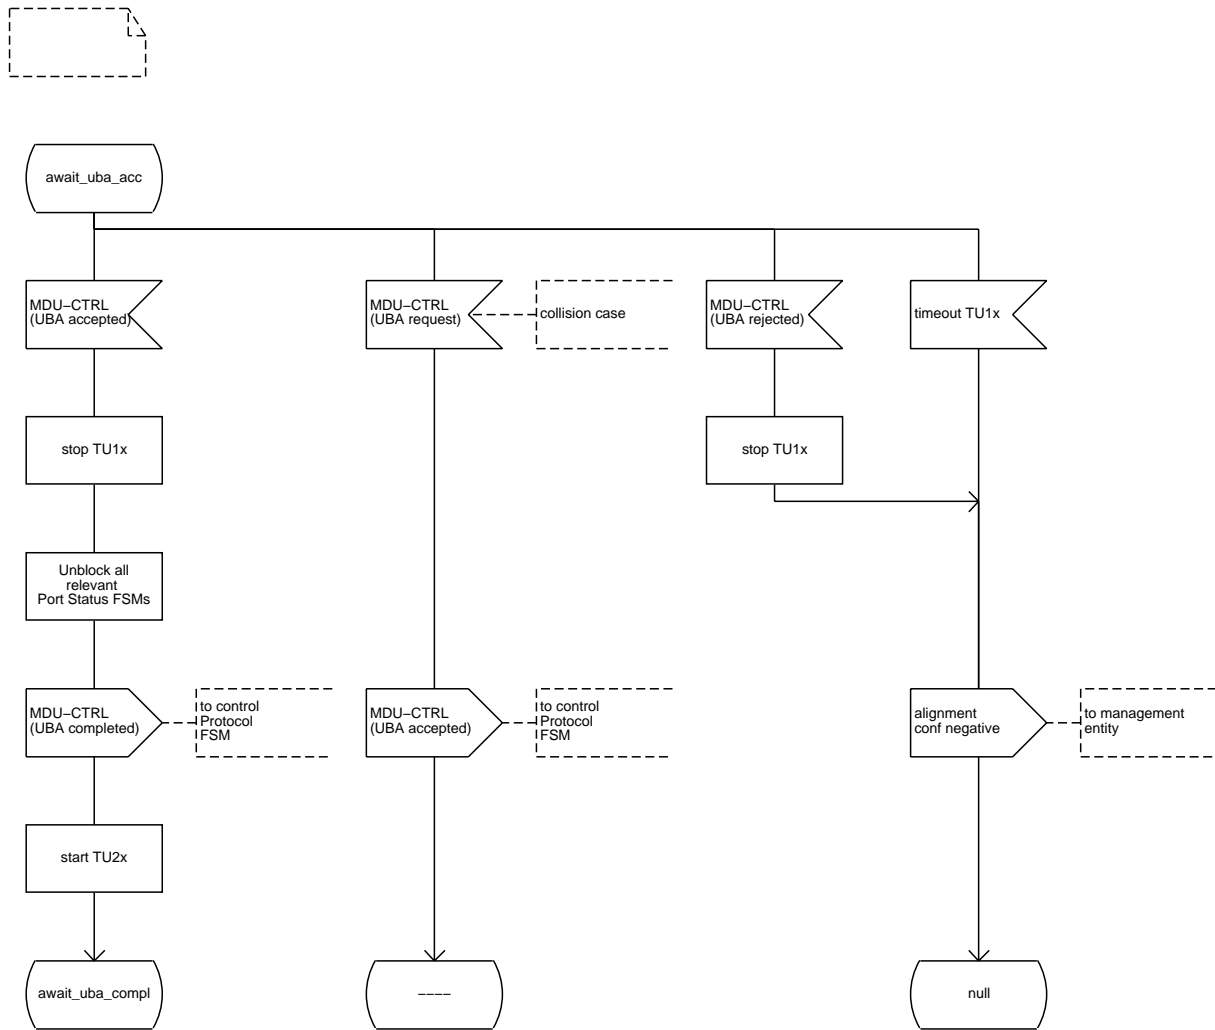 await_uba_acc
MDU−CTRL
(UBA accepted)
MDU−CTRL
(UBA request)
collision case
MDU−CTRL
(UBA rejected)
timeout TU1x
stop TU1x
stop TU1x
Unblock all
relevant
Port Status FSMs
MDU−CTRL
(UBA completed)
to control
Protocol
FSM
MDU−CTRL
(UBA accepted)
to control
Protocol
FSM
alignment
conf negative
to management
entity
start TU2x
await_uba_compl
−−−−
null